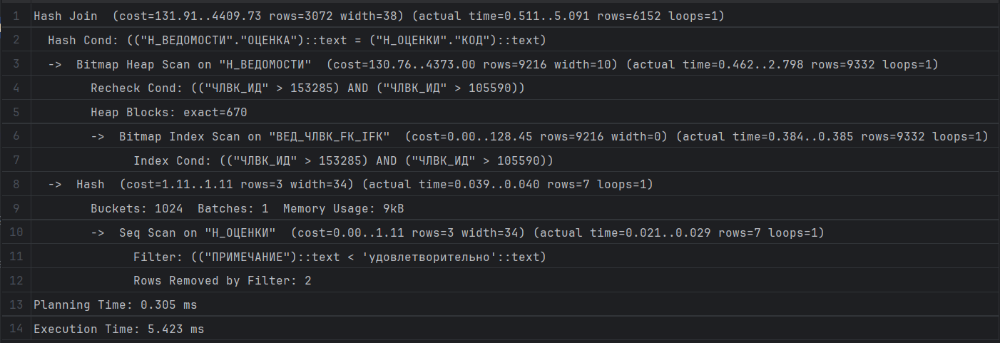 1 Hash Join  (cost=131.91..4409.73 rows=3072 width=38) (actual time=0.511..5.091 rows=6152 loops=1)
2   Hash Cond: (("Н_ВЕДОМОСТИ"."ОЦЕНКА")::text = ("Н_ОЦЕНКИ"."КОД")::text)
3   ->  Bitmap Heap Scan on "Н_ВЕДОМОСТИ"  (cost=130.76..4373.00 rows=9216 width=10) (actual time=0.462..2.798 rows=9332 loops=1)
4         Recheck Cond: (("ЧЛВК_ИД" > 153285) AND ("ЧЛВК_ИД" > 105590))
5         Heap Blocks: exact=670
6         ->  Bitmap Index Scan on "ВЕД_ЧЛВК_FK_IFK"  (cost=0.00..128.45 rows=9216 width=0) (actual time=0.384..0.385 rows=9332 loops=1)
7               Index Cond: (("ЧЛВК_ИД" > 153285) AND ("ЧЛВК_ИД" > 105590))
8   ->  Hash  (cost=1.11..1.11 rows=3 width=34) (actual time=0.039..0.040 rows=7 loops=1)
9         Buckets: 1024  Batches: 1  Memory Usage: 9kB
10         ->  Seq Scan on "Н_ОЦЕНКИ"  (cost=0.00..1.11 rows=3 width=34) (actual time=0.021..0.029 rows=7 loops=1)
11               Filter: (("ПРИМЕЧАНИЕ")::text < 'удовлетворительно'::text)
12               Rows Removed by Filter: 2
13 Planning Time: 0.305 ms
14 Execution Time: 5.423 ms